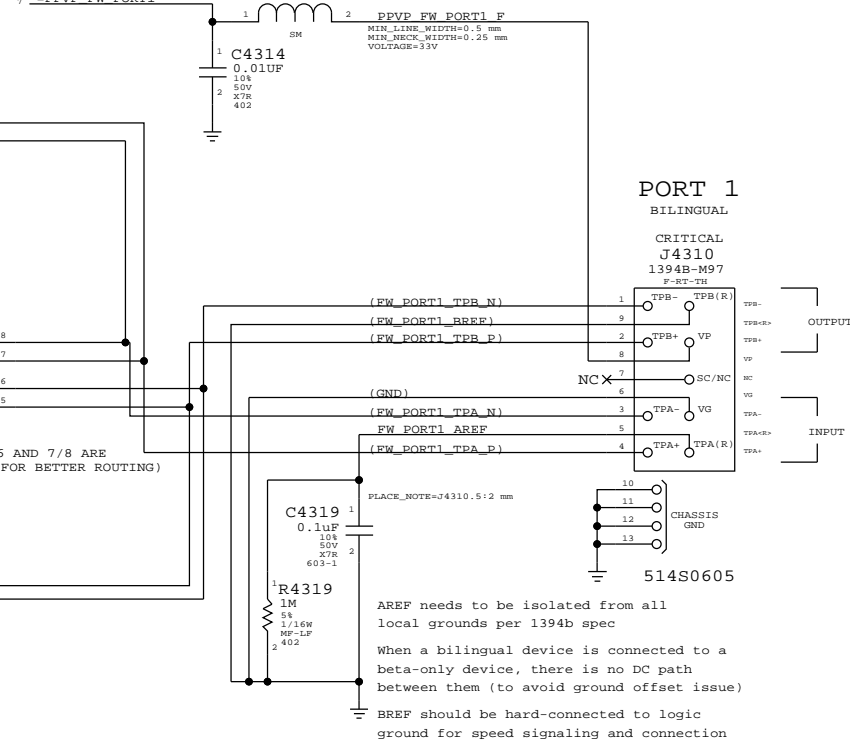 1
2
PPVP_FW_PORT1_F
SM
MIN_LINE_WIDTH=0.5 mm
MIN_NECK_WIDTH=0.25 mm
VOLTAGE=33V
1
C4314
0.01UF
10%
50V
X7R
402
2
PORT 1
BILINGUAL
CRITICAL
J4310
1394B-M97
F-RT-TH
(FW_PORT1_TPB_N)
1
TPB-
TPB(R)
TPB-
(FW_PORT1_BREF)
9
TPB<R>
OUTPUT
(FW_PORT1_TPB_P)
2
TPB+
VP
TPB+
8
VP
NC
7
SC/NC
NC
(GND)
6
VG
(FW_PORT1_TPA_N)
3
TPA-
VG
TPA-
FW_PORT1_AREF
5
TPA<R>
INPUT
(FW_PORT1_TPA_P)
4
TPA+
TPA(R)
TPA+
8
7
6
5
5 AND 7/8 ARE
FOR BETTER ROUTING)
PLACE_NOTE=J4310.5:2 mm
C4319
1
0.1uF
10%
50V
X7R
603-1
2
10
11
12
13
CHASSIS
GND
514S0605
1
R4319
1M
5%
1/16W
MF-LF
402
2
AREF needs to be isolated from all
local grounds per 1394b spec
When a bilingual device is connected to a
beta-only device, there is no DC path
between them (to avoid ground offset issue)
BREF should be hard-connected to logic
ground for speed signaling and connection